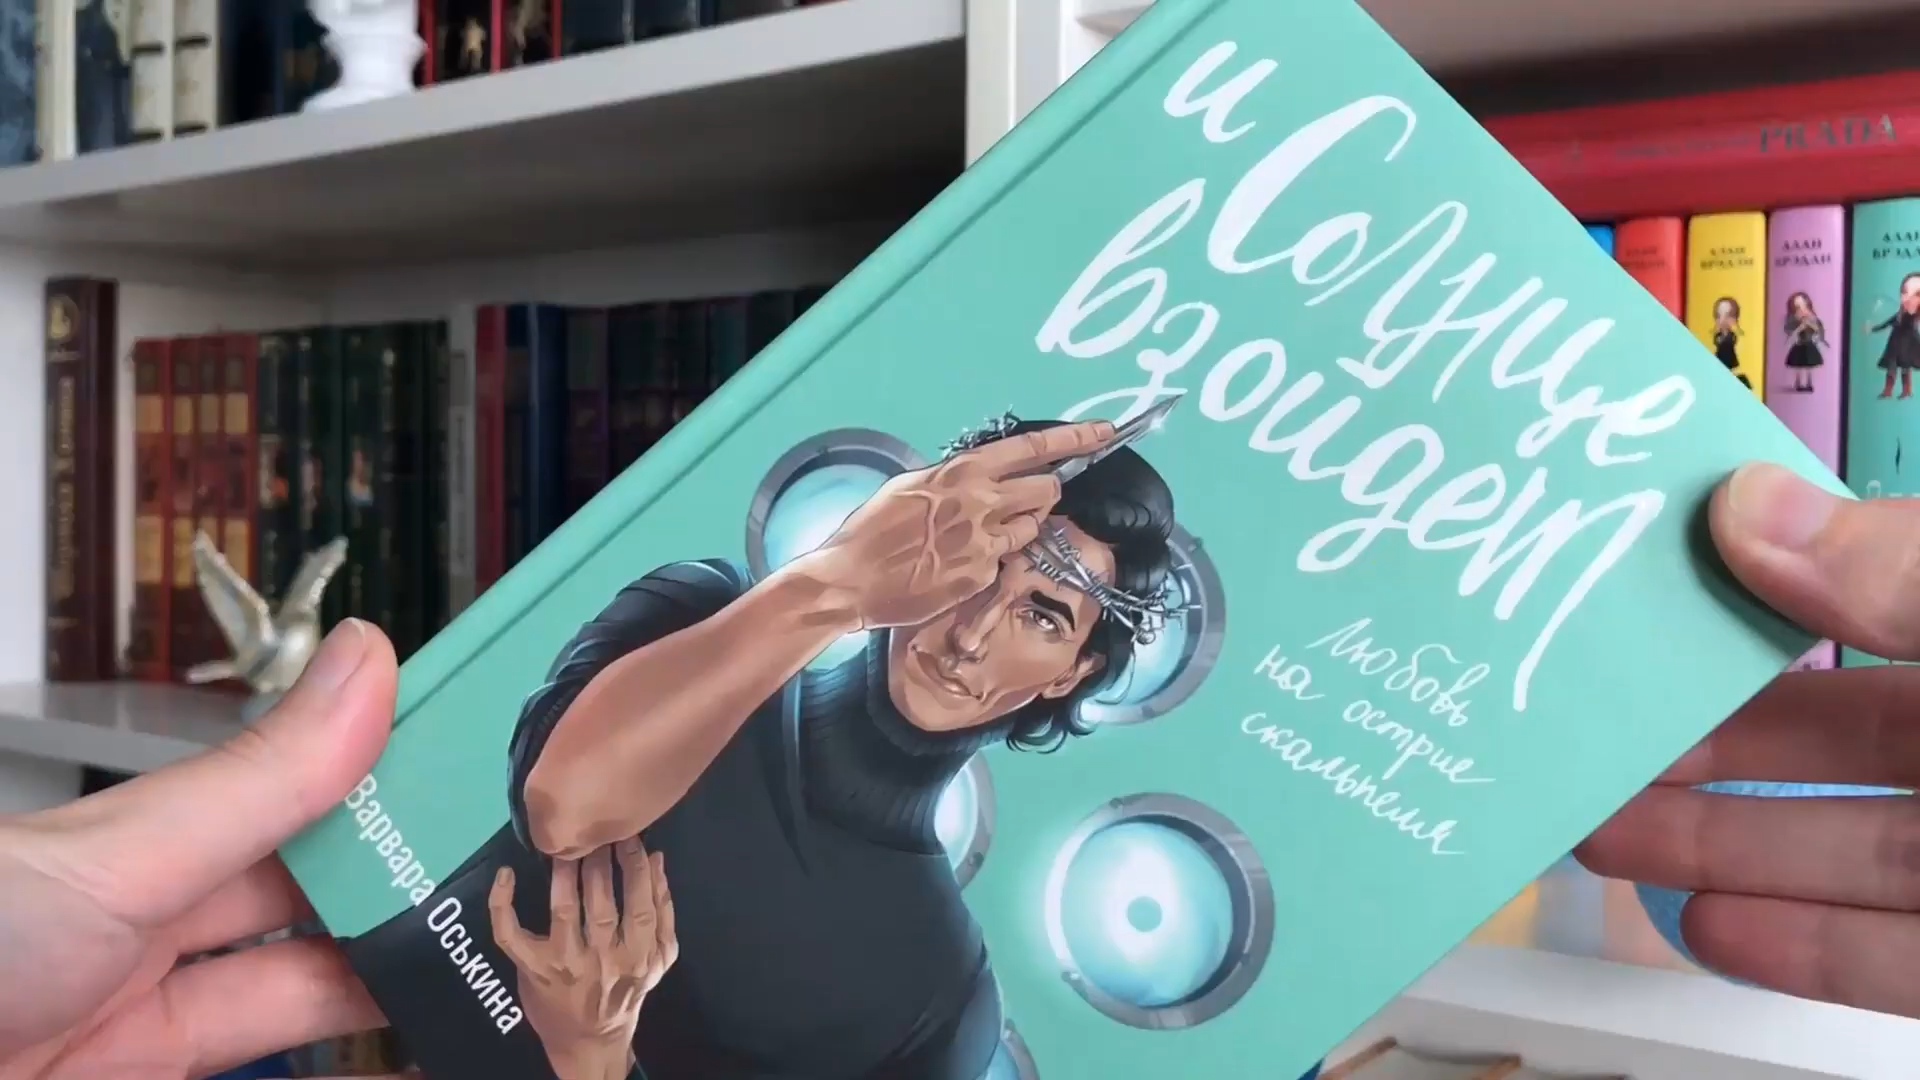 и Солнце
взойдет
любовь
на острие
скальпеля
Варвара Оськина
PRADA
АЛАН
БРЭДЛИ
АЛАН
БРЭДЛИ
АЛАН
БРЭДЛИ